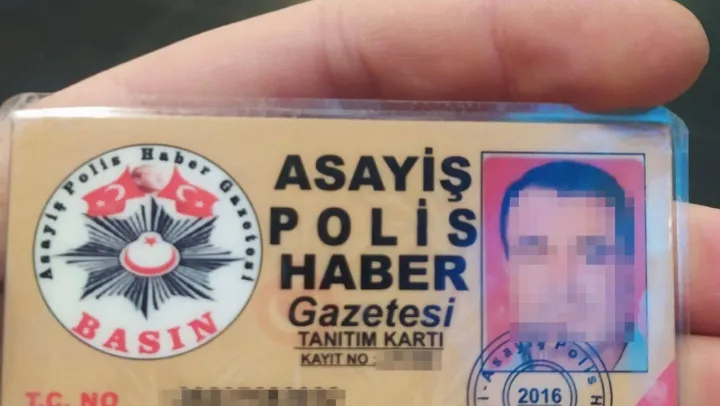 Asayiş Polis Haber Gazetesi
BASIN
ASAYİŞ
POLİS
HABER
Gazetesi
TANITIM KARTI
KAYIT NO :
T.C. NO
i-Asayiş Polis H
2016